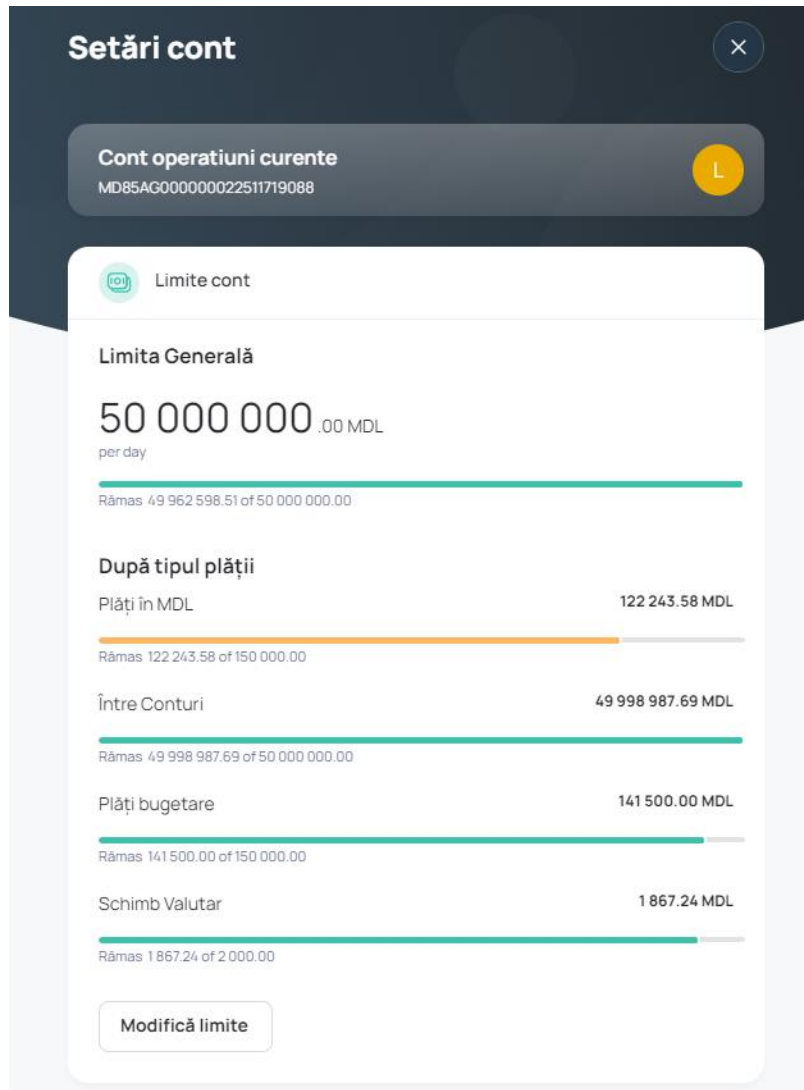 Setări cont
Cont operatiuni curente
MD85AG000000022511719088
L
Limite cont
Limita Generală
50 000 000.00 MDL
per day
Rămas 49 962 598.51 of 50 000 000.00
După tipul plății
Plăți în MDL 122 243.58 MDL
Rămas 122 243.58 of 150 000.00
Între Conturi 49 998 987.69 MDL
Rămas 49 998 987.69 of 50 000 000.00
Plăți bugetare 141 500.00 MDL
Rămas 141 500.00 of 150 000.00
Schimb Valutar 1 867.24 MDL
Rămas 1 867.24 of 2 000.00
Modifică limite